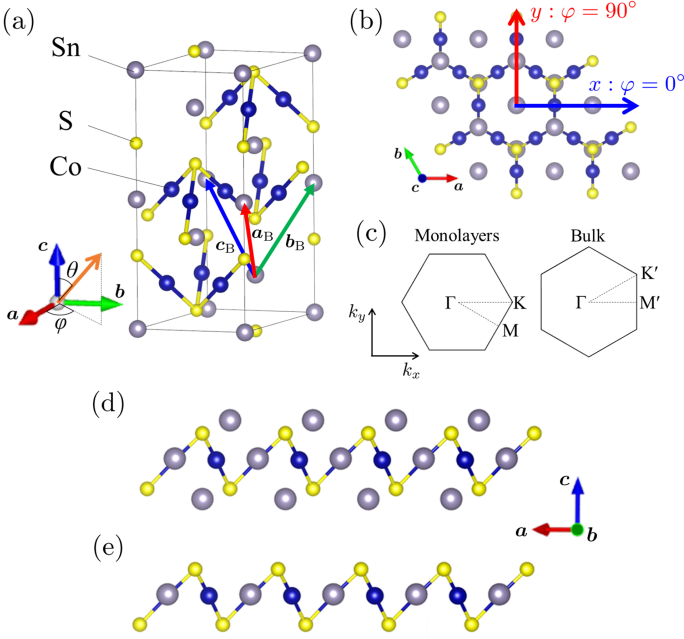 (a)
Sn
S
Co
c_B
a_B
b_B
c
θ
b
a
φ
(b)
y : φ = 90°
x : φ = 0°
b
c
a
(c)
Monolayers
Bulk
Γ
K
M
Γ
K′
M′
k_y
k_x
(d)
c
a
b
(e)